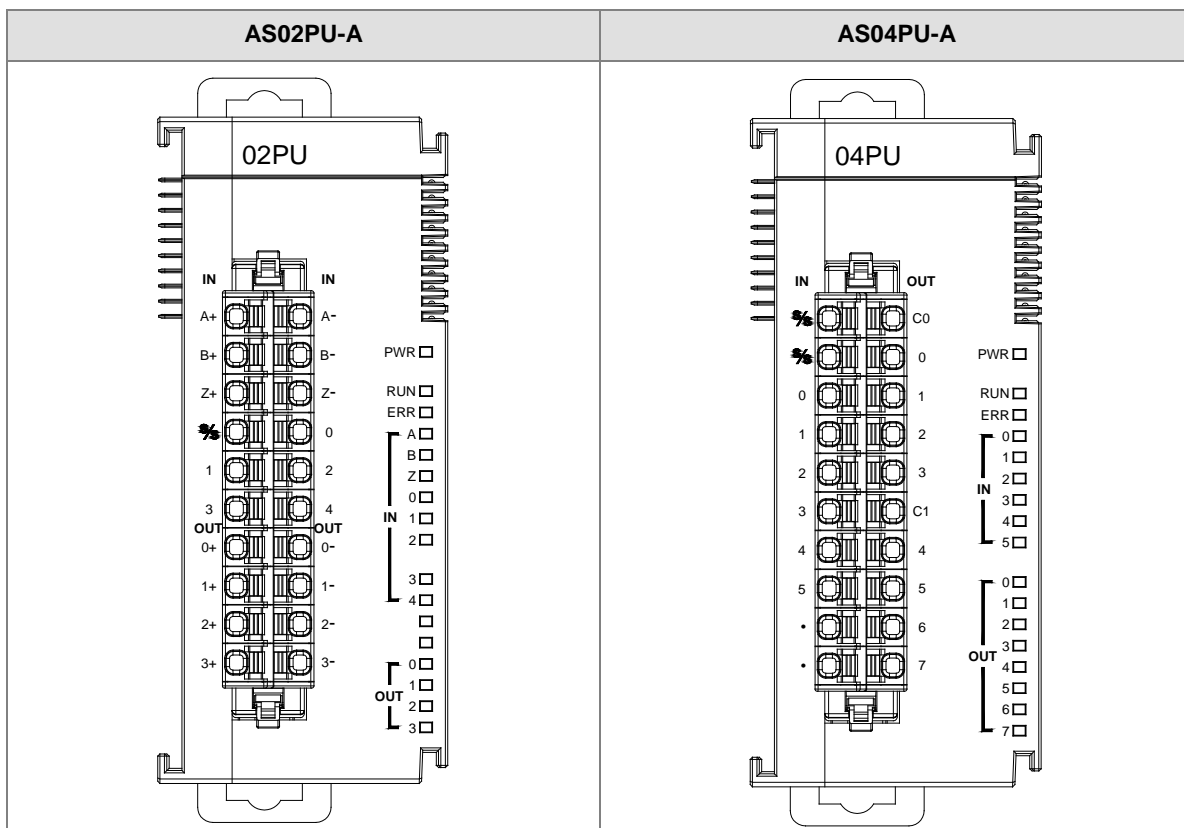 AS02PU-A
AS04PU-A
02PU
IN IN
A+ A-
B+ B-
Z+ Z-
S/S 0
1 2
3 4
OUT OUT
0+ 0-
1+ 1-
2+ 2-
3+ 3-
PWR
RUN
ERR
A
B
Z
0
IN 1
2
3
4
0
OUT 1
2
3
04PU
IN OUT
S/S C0
S/S 0
0 1
1 2
2 3
3 C1
4 4
5 5
• 6
• 7
PWR
RUN
ERR
0
1
2
IN 3
4
5
0
1
2
3
OUT 4
5
6
7